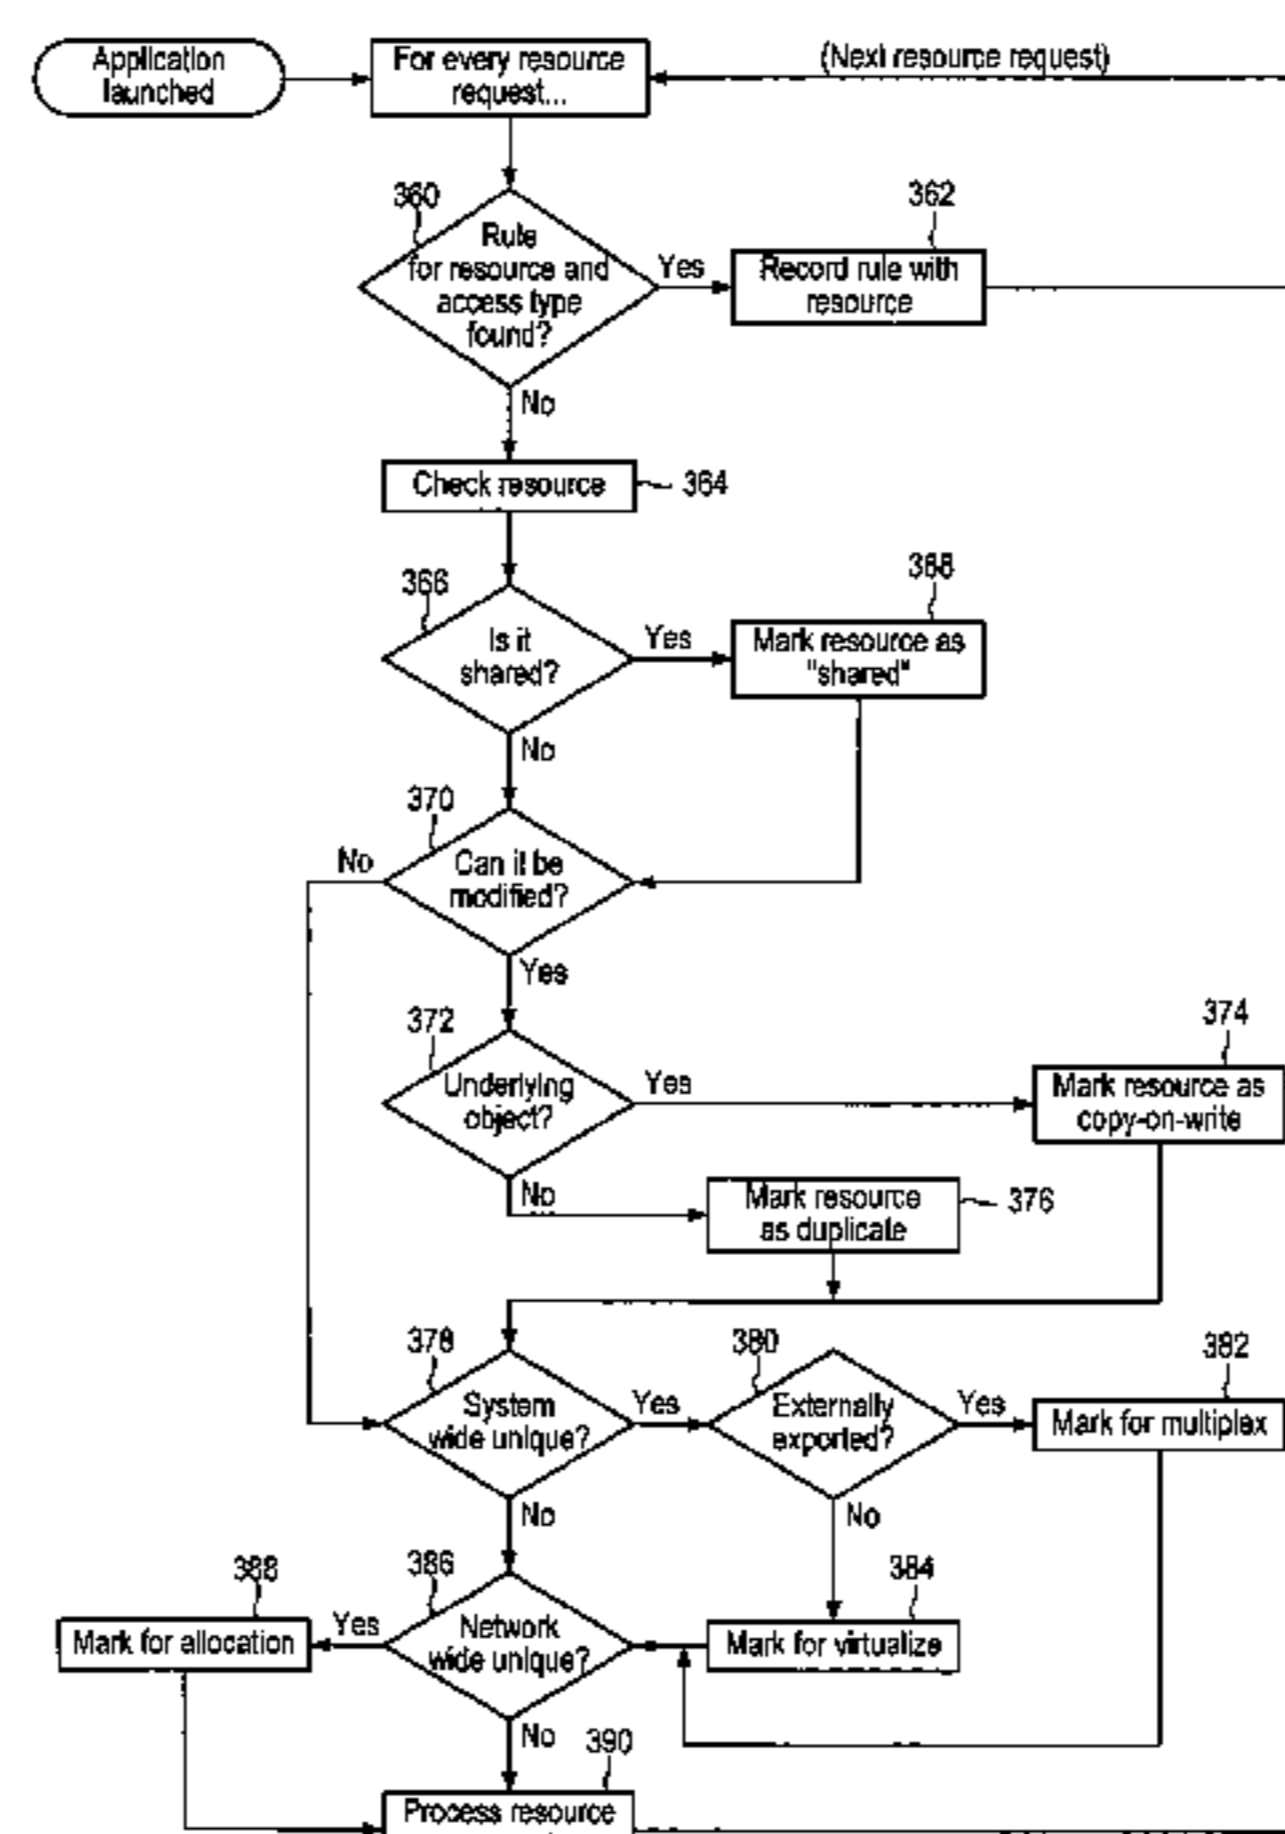 Application
launched
For every resource
request...
(Next resource request)
360
Rule
for resource and
access type
found?
Yes
362
Record rule with
resource
No
Check resource
364
366
Is it
shared?
Yes
368
Mark resource as
"shared"
No
370
No
Can it be
modified?
Yes
372
Underlying
object?
Yes
374
Mark resource as
copy-on-write
No
Mark resource
as duplicate
376
378
System
wide unique?
Yes
380
Externally
exported?
Yes
382
Mark for multiplex
No
No
388
Mark for allocation
Yes
386
Network
wide unique?
384
Mark for virtualize
No
390
Process resource